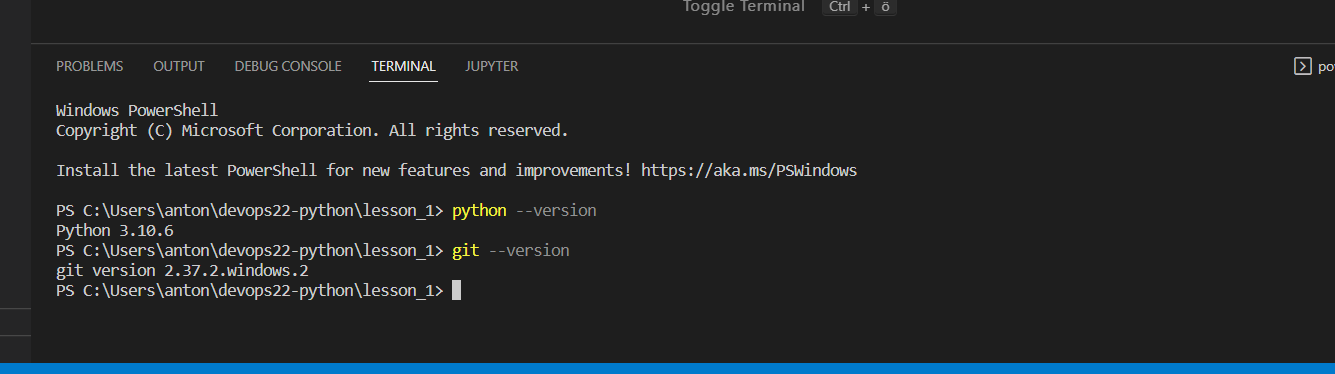 Toggle Terminal Ctrl + ö
PROBLEMS OUTPUT DEBUG CONSOLE TERMINAL JUPYTER
Windows PowerShell
Copyright (C) Microsoft Corporation. All rights reserved.
Install the latest PowerShell for new features and improvements! https://aka.ms/PSWindows
PS C:\Users\anton\devops22-python\lesson_1> python --version
Python 3.10.6
PS C:\Users\anton\devops22-python\lesson_1> git --version
git version 2.37.2.windows.2
PS C:\Users\anton\devops22-python\lesson_1>